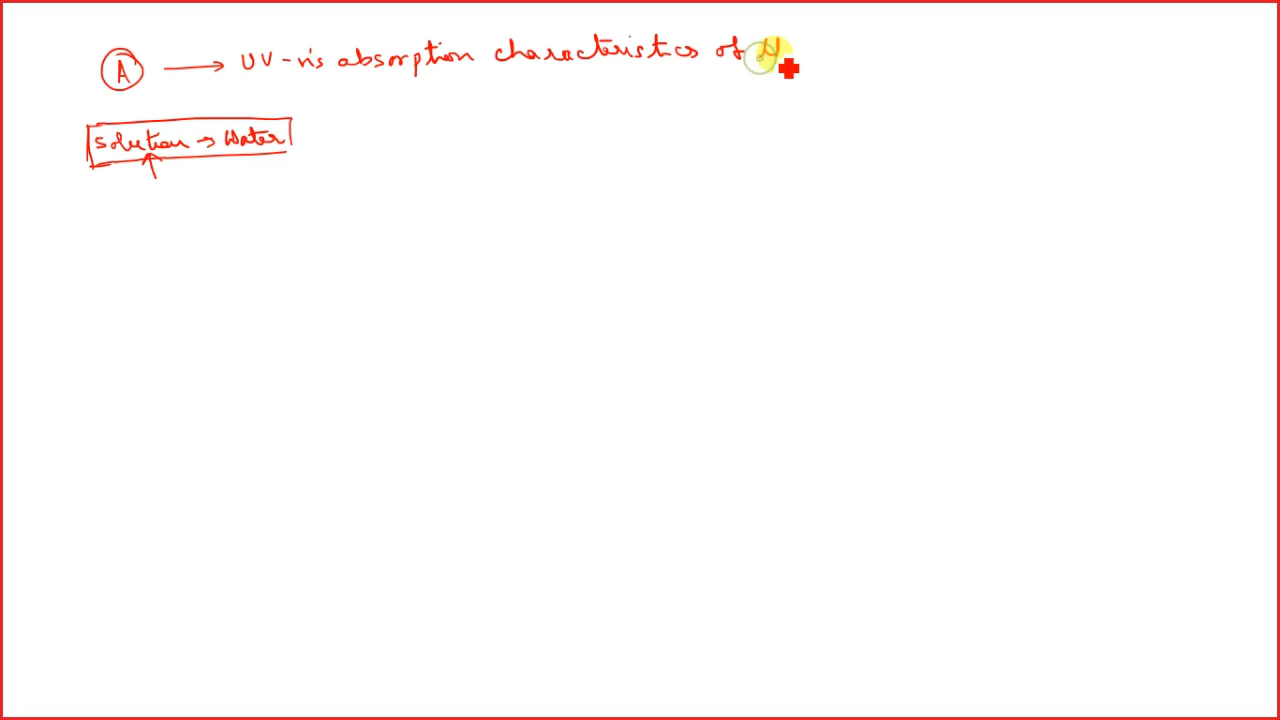 A → UV-vis absorption characteristics of
Solution → Water